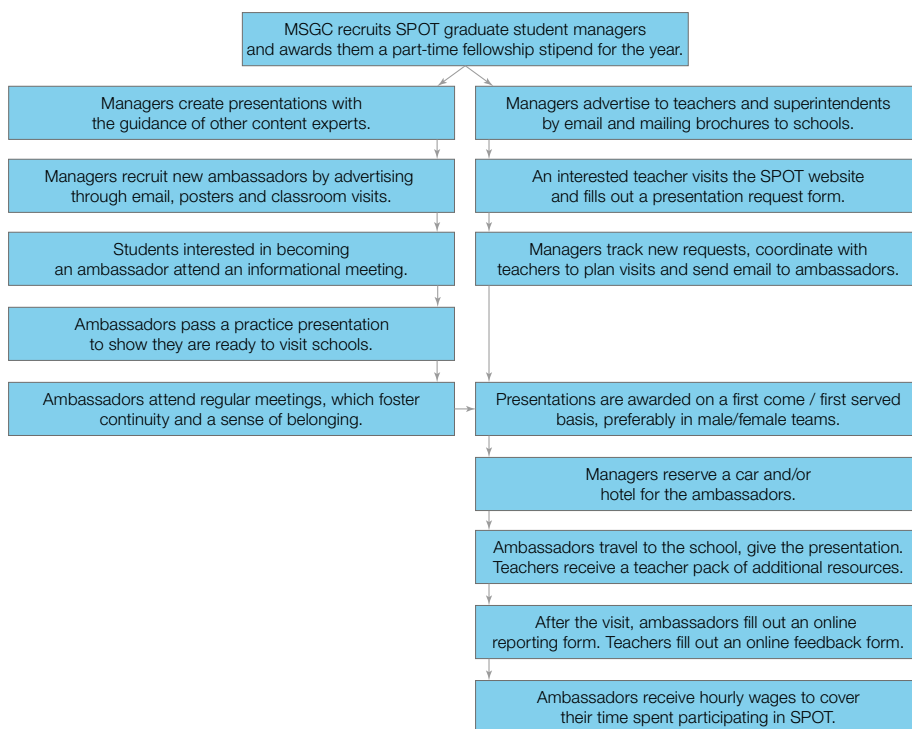 MSGC recruits SPOT graduate student managers
and awards them a part-time fellowship stipend for the year.
Managers create presentations with
the guidance of other content experts.
Managers recruit new ambassadors by advertising
through email, posters and classroom visits.
Students interested in becoming
an ambassador attend an informational meeting.
Ambassadors pass a practice presentation
to show they are ready to visit schools.
Ambassadors attend regular meetings, which foster
continuity and a sense of belonging.
Managers advertise to teachers and superintendents
by email and mailing brochures to schools.
An interested teacher visits the SPOT website
and fills out a presentation request form.
Managers track new requests, coordinate with
teachers to plan visits and send email to ambassadors.
Presentations are awarded on a first come / first served
basis, preferably in male/female teams.
Managers reserve a car and/or
hotel for the ambassadors.
Ambassadors travel to the school, give the presentation.
Teachers receive a teacher pack of additional resources.
After the visit, ambassadors fill out an online
reporting form. Teachers fill out an online feedback form.
Ambassadors receive hourly wages to cover
their time spent participating in SPOT.